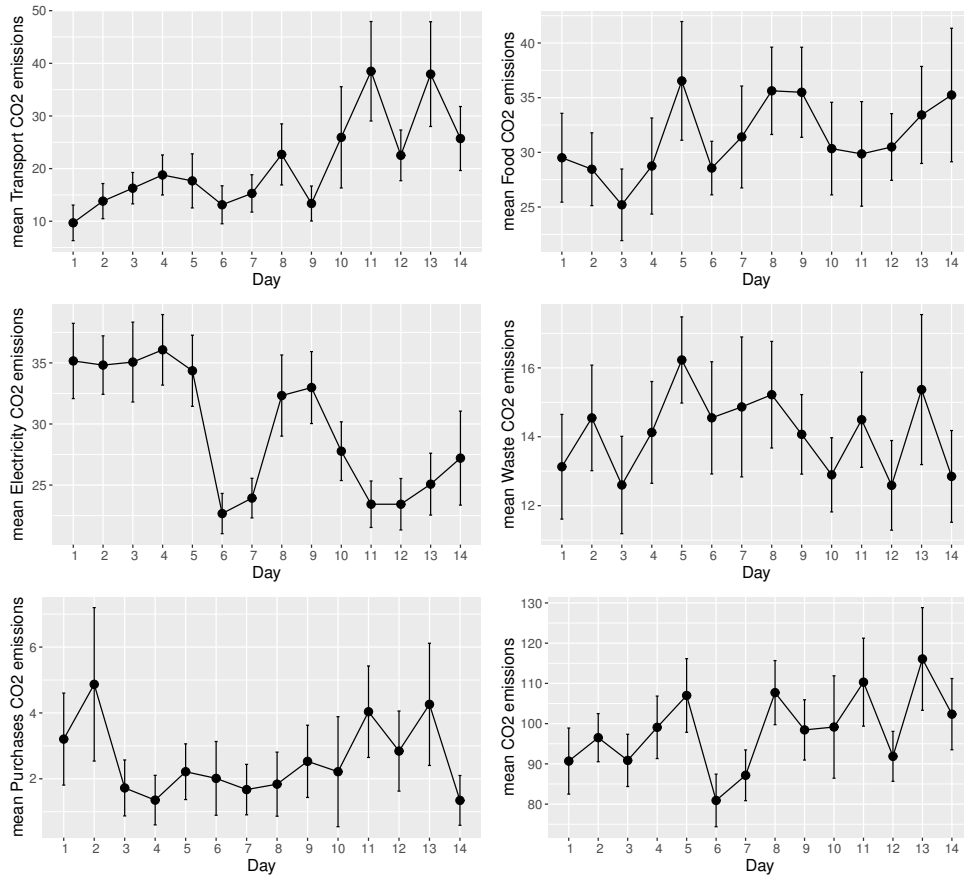 mean Transport CO2 emissions
50
40
30
20
10
1 2 3 4 5 6 7 8 9 10 11 12 13 14
Day
mean Food CO2 emissions
40
35
30
25
1 2 3 4 5 6 7 8 9 10 11 12 13 14
Day
mean Electricity CO2 emissions
35
30
25
1 2 3 4 5 6 7 8 9 10 11 12 13 14
Day
mean Waste CO2 emissions
16
14
12
1 2 3 4 5 6 7 8 9 10 11 12 13 14
Day
mean Purchases CO2 emissions
6
4
2
1 2 3 4 5 6 7 8 9 10 11 12 13 14
Day
mean CO2 emissions
130
120
110
100
90
80
1 2 3 4 5 6 7 8 9 10 11 12 13 14
Day